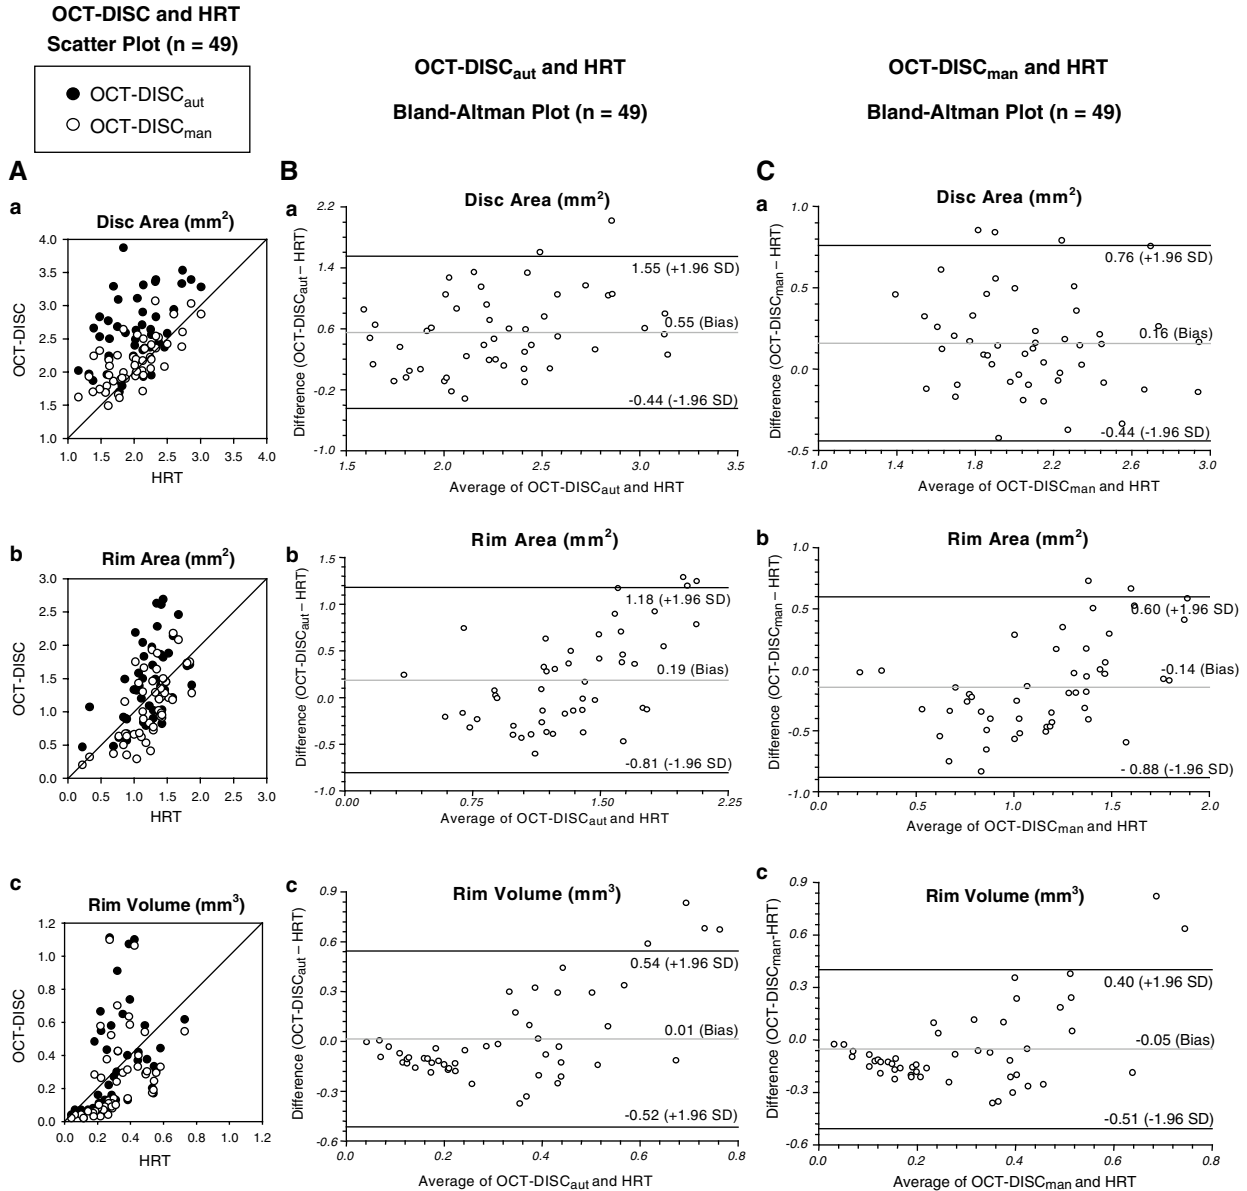 OCT-DISC and HRT
Scatter Plot (n = 49)
OCT-DISCaut
OCT-DISCman
OCT-DISCaut and HRT
Bland-Altman Plot (n = 49)
OCT-DISCman and HRT
Bland-Altman Plot (n = 49)
A
a
Disc Area (mm²)
OCT-DISC
4.0
3.5
3.0
2.5
2.0
1.5
1.0
1.0 1.5 2.0 2.5 3.0 3.5 4.0
HRT
B
a
Disc Area (mm²)
Difference (OCT-DISCaut – HRT)
2.2
1.4
0.6
-0.2
-1.0
1.55 (+1.96 SD)
0.55 (Bias)
-0.44 (-1.96 SD)
1.5 2.0 2.5 3.0 3.5
Average of OCT-DISCaut and HRT
C
a
Disc Area (mm²)
Difference (OCT-DISCman – HRT)
1.0
0.5
0.0
-0.5
0.76 (+1.96 SD)
0.16 (Bias)
-0.44 (-1.96 SD)
1.0 1.4 1.8 2.2 2.6 3.0
Average of OCT-DISCman and HRT
b
Rim Area (mm²)
OCT-DISC
3.0
2.5
2.0
1.5
1.0
0.5
0.0
0.0 0.5 1.0 1.5 2.0 2.5 3.0
HRT
b
Rim Area (mm²)
Difference (OCT-DISCaut – HRT)
1.5
1.0
0.5
0.0
-0.5
-1.0
1.18 (+1.96 SD)
0.19 (Bias)
-0.81 (-1.96 SD)
0.00 0.75 1.50 2.25
Average of OCT-DISCaut and HRT
b
Rim Area (mm²)
Difference (OCT-DISCman – HRT)
1.0
0.5
0.0
-0.5
-1.0
0.60 (+1.96 SD)
-0.14 (Bias)
- 0.88 (-1.96 SD)
0.0 0.5 1.0 1.5 2.0
Average of OCT-DISCman and HRT
c
Rim Volume (mm³)
OCT-DISC
1.2
1.0
0.8
0.6
0.4
0.2
0.0
0.0 0.2 0.4 0.6 0.8 1.0 1.2
HRT
c
Rim Volume (mm³)
Difference (OCT-DISCaut – HRT)
0.9
0.6
0.3
0.0
-0.3
-0.6
0.54 (+1.96 SD)
0.01 (Bias)
-0.52 (+1.96 SD)
0.0 0.2 0.4 0.6 0.8
Average of OCT-DISCaut and HRT
c
Rim Volume (mm³)
Difference (OCT-DISCman-HRT)
0.9
0.6
0.3
0.0
-0.3
-0.6
0.40 (+1.96 SD)
-0.05 (Bias)
-0.51 (-1.96 SD)
0.0 0.2 0.4 0.6 0.8
Average of OCT-DISCman and HRT